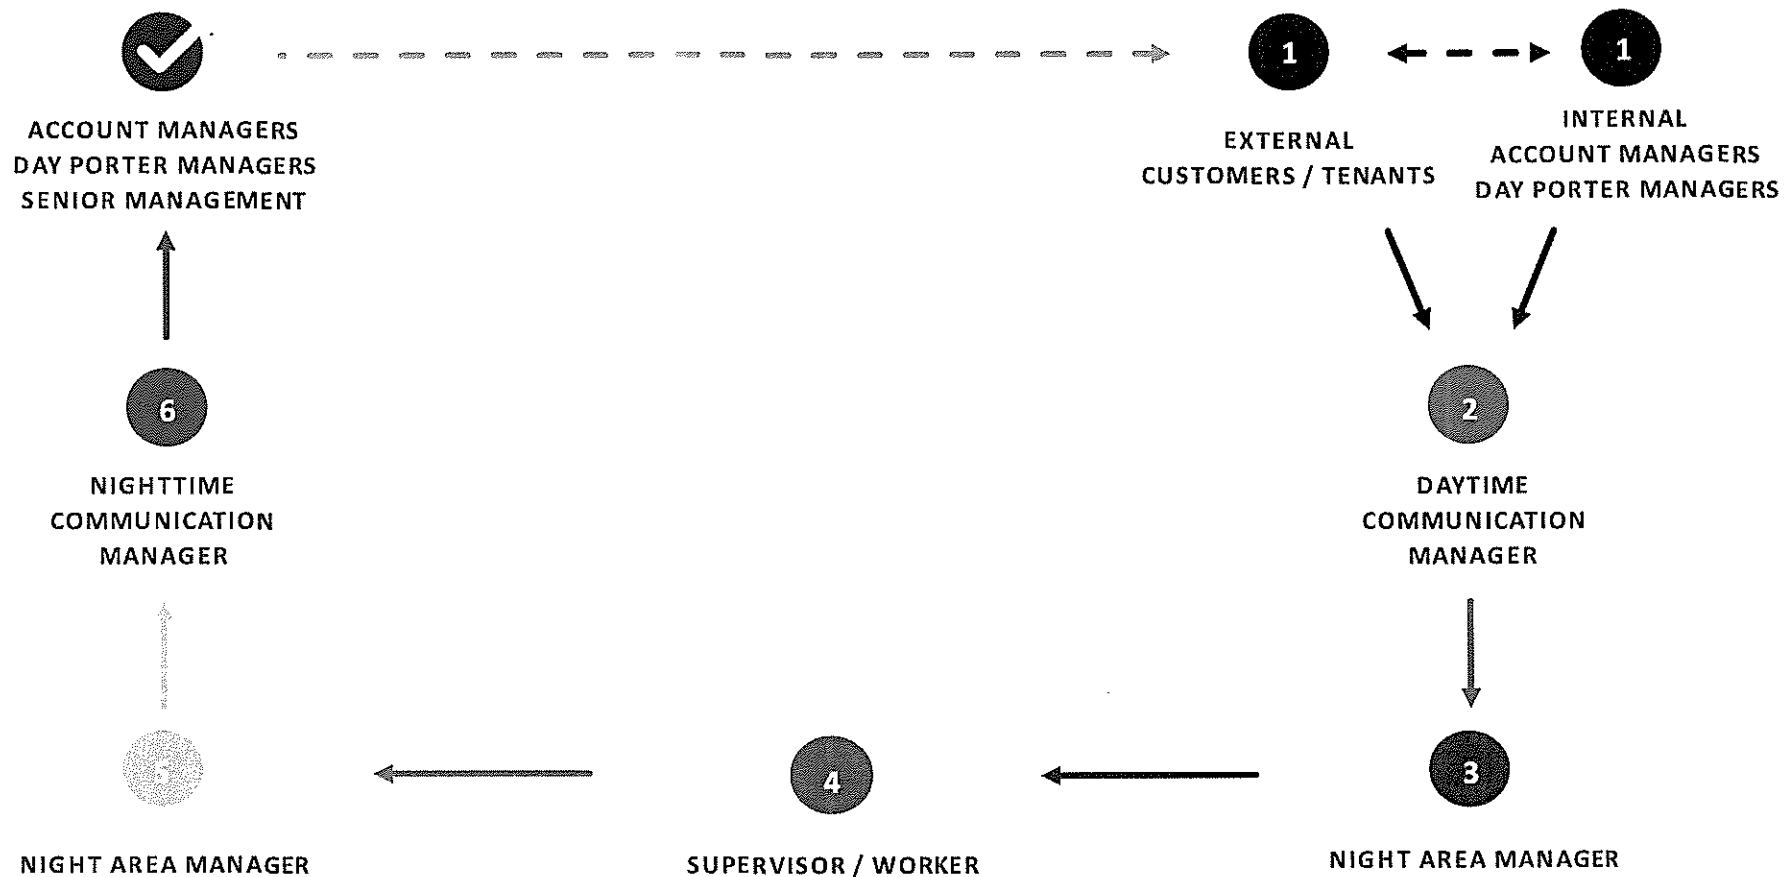 1
1
ACCOUNT MANAGERS
DAY PORTER MANAGERS
SENIOR MANAGEMENT
EXTERNAL
CUSTOMERS / TENANTS
INTERNAL
ACCOUNT MANAGERS
DAY PORTER MANAGERS
6
NIGHTTIME
COMMUNICATION
MANAGER
2
DAYTIME
COMMUNICATION
MANAGER
5
NIGHT AREA MANAGER
4
SUPERVISOR / WORKER
3
NIGHT AREA MANAGER